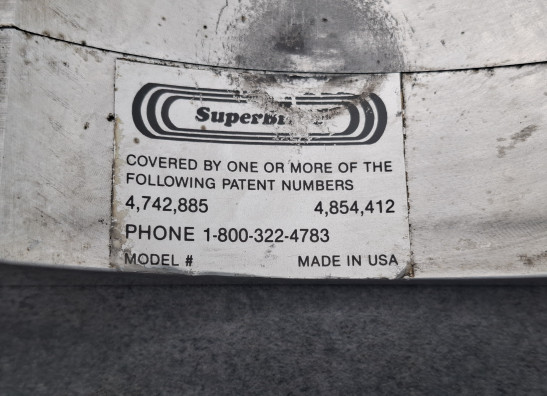 COVERED BY ONE OR MORE OF THE
FOLLOWING PATENT NUMBERS
4,742,885 4,854,412
PHONE 1-800-322-4783
MODEL # MADE IN USA